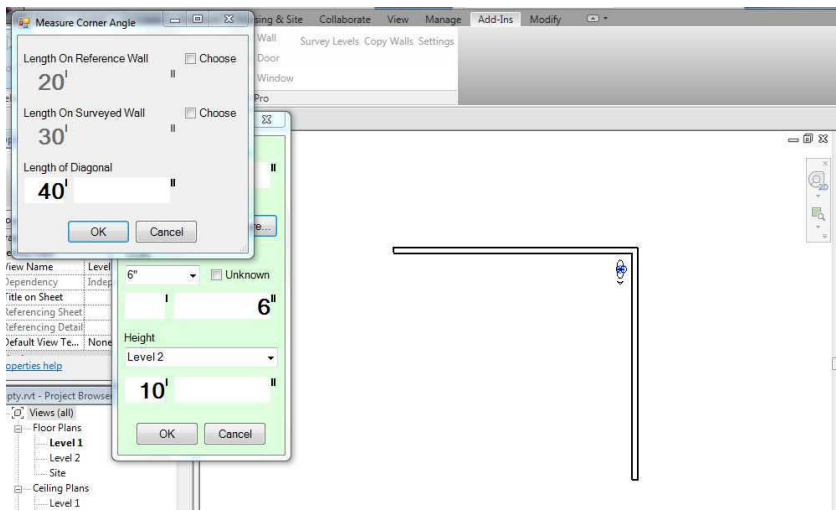 Measure Corner Angle
sing & Site Collaborate View Manage Add-Ins Modify
Wall
Door
Window
Survey Levels Copy Walls Settings
Pro
Length On Reference Wall Choose
20' "
Length On Surveyed Wall Choose
30' "
Length of Diagonal
40' "
OK Cancel
"
e...
6" Unknown
' 6"
Height
Level 2
10' "
OK Cancel
2D
View Name Level
Dependency Indep
Title on Sheet
Referencing Sheet
Referencing Detail
Default View Te... None
operties help
pty.rvt - Project Browse
Views (all)
Floor Plans
Level 1
Level 2
Site
Ceiling Plans
Level 1